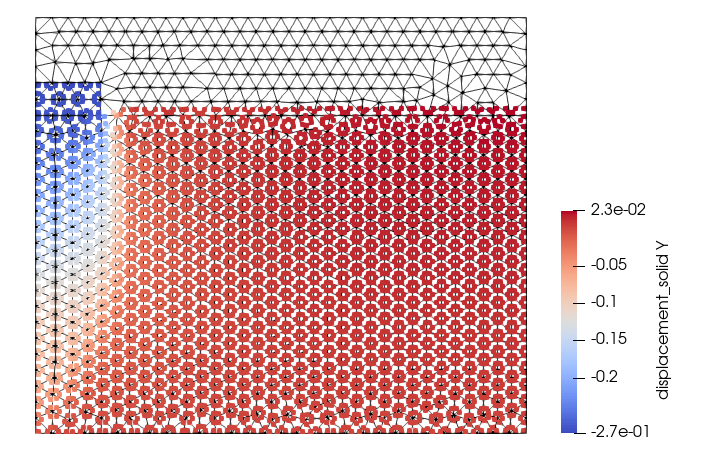 2.3e-02
-0.05
-0.1
-0.15
-0.2
-2.7e-01
displacement_solid Y